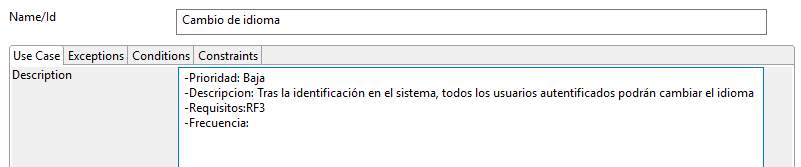 Name/Id Cambio de idioma
Use Case Exceptions Conditions Constraints
Description
-Prioridad: Baja
-Descripcion: Tras la identificación en el sistema, todos los usuarios autentificados podrán cambiar el idioma
-Requisitos:RF3
-Frecuencia: